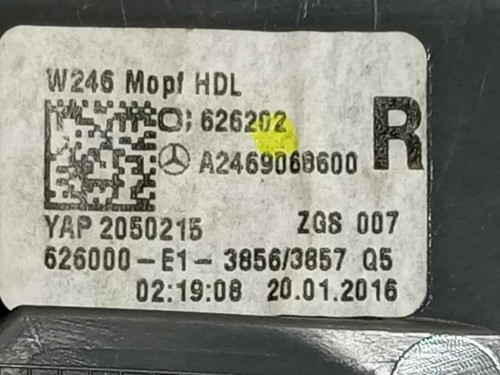 W246 Mopf HDL
626202
R
A2469068600
YAP 2050215 ZGS 007
626000-E1-3856/3857 Q5
02:19:08 20.01.2016